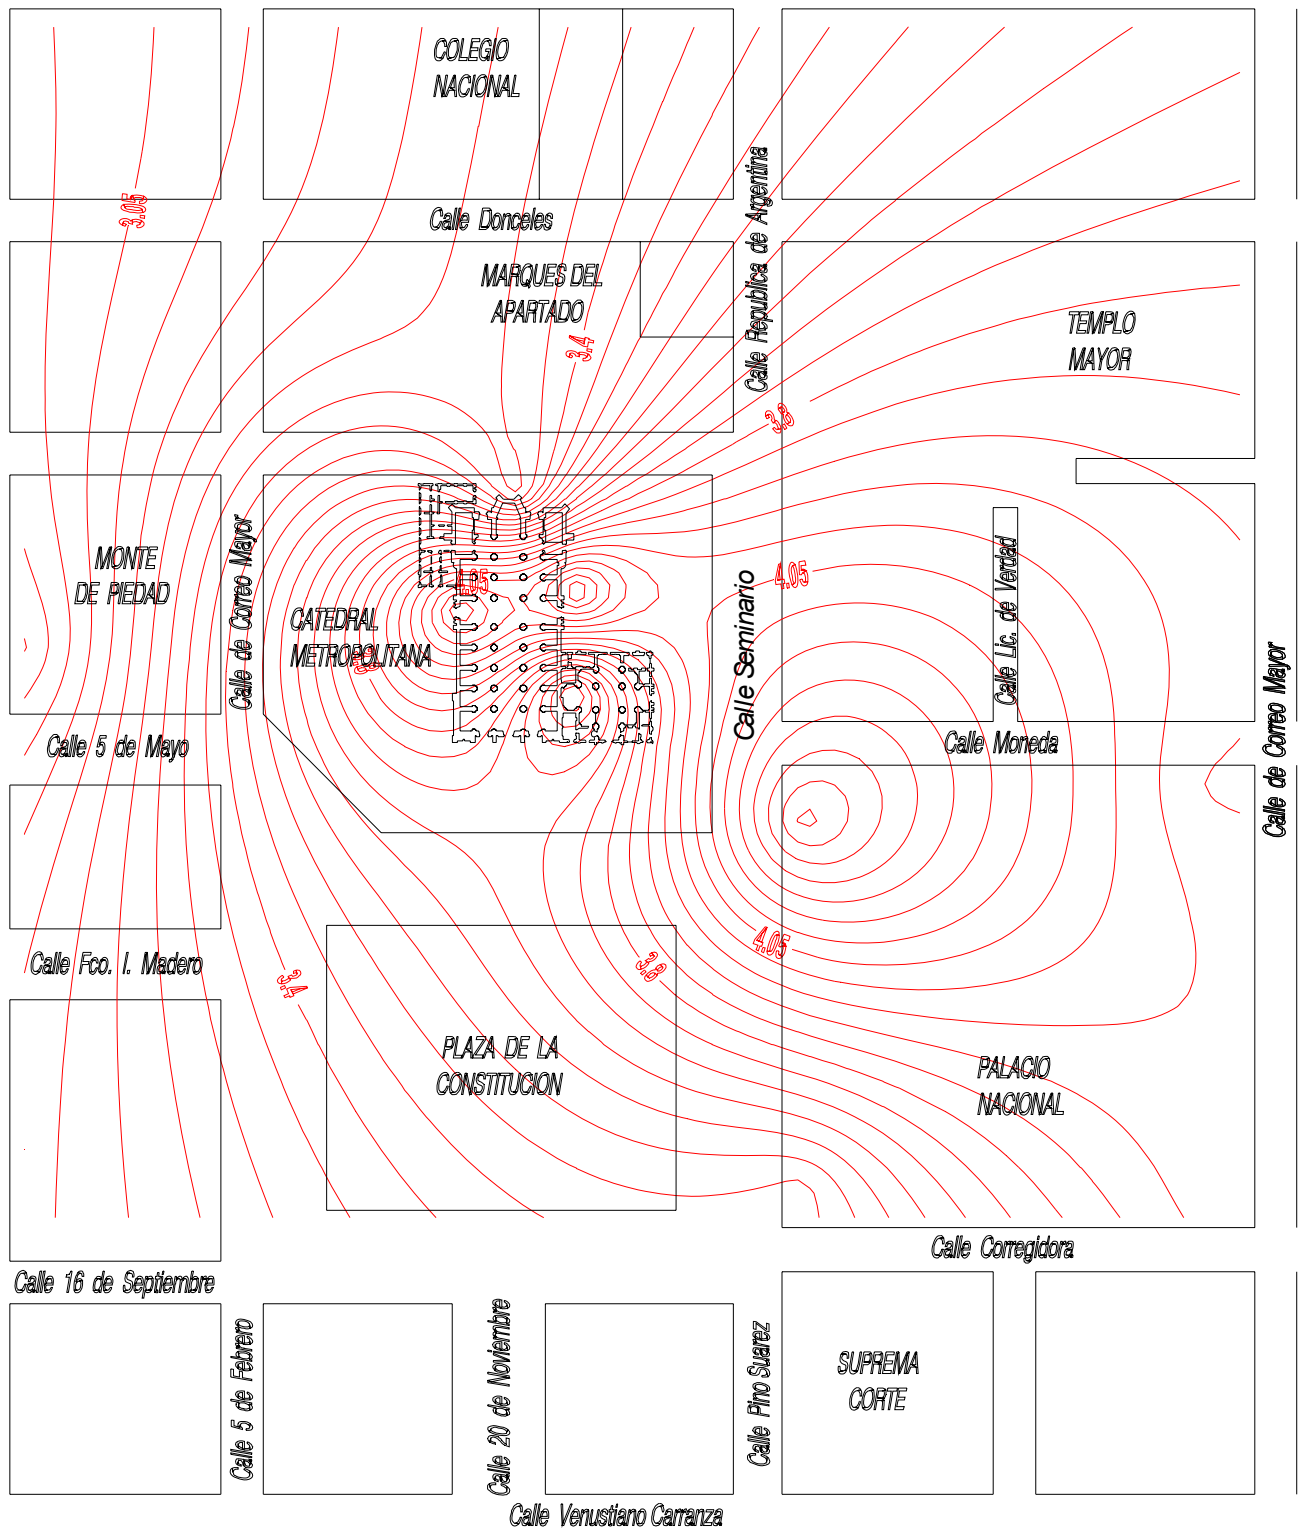 COLEGIO
NACIONAL
3.05
Calle Donceles
Calle Republica de Argentina
MARQUES DEL
APARTADO
3.4
TEMPLO
MAYOR
3.8
MONTE
DE PIEDAD
Calle de Correo Mayor
4.05
CATEDRAL
METROPOLITANA
3.8
Calle Seminario
4.05
Calle Lic. de Verdad
Calle de Correo Mayor
Calle 5 de Mayo
Calle Moneda
Calle Fco. I. Madero
3.4
3.8
4.05
PLAZA DE LA
CONSTITUCION
PALACIO
NACIONAL
Calle Corregidora
Calle 16 de Septiembre
Calle 5 de Febrero
Calle 20 de Noviembre
Calle Pino Suarez
SUPREMA
CORTE
Calle Venustiano Carranza